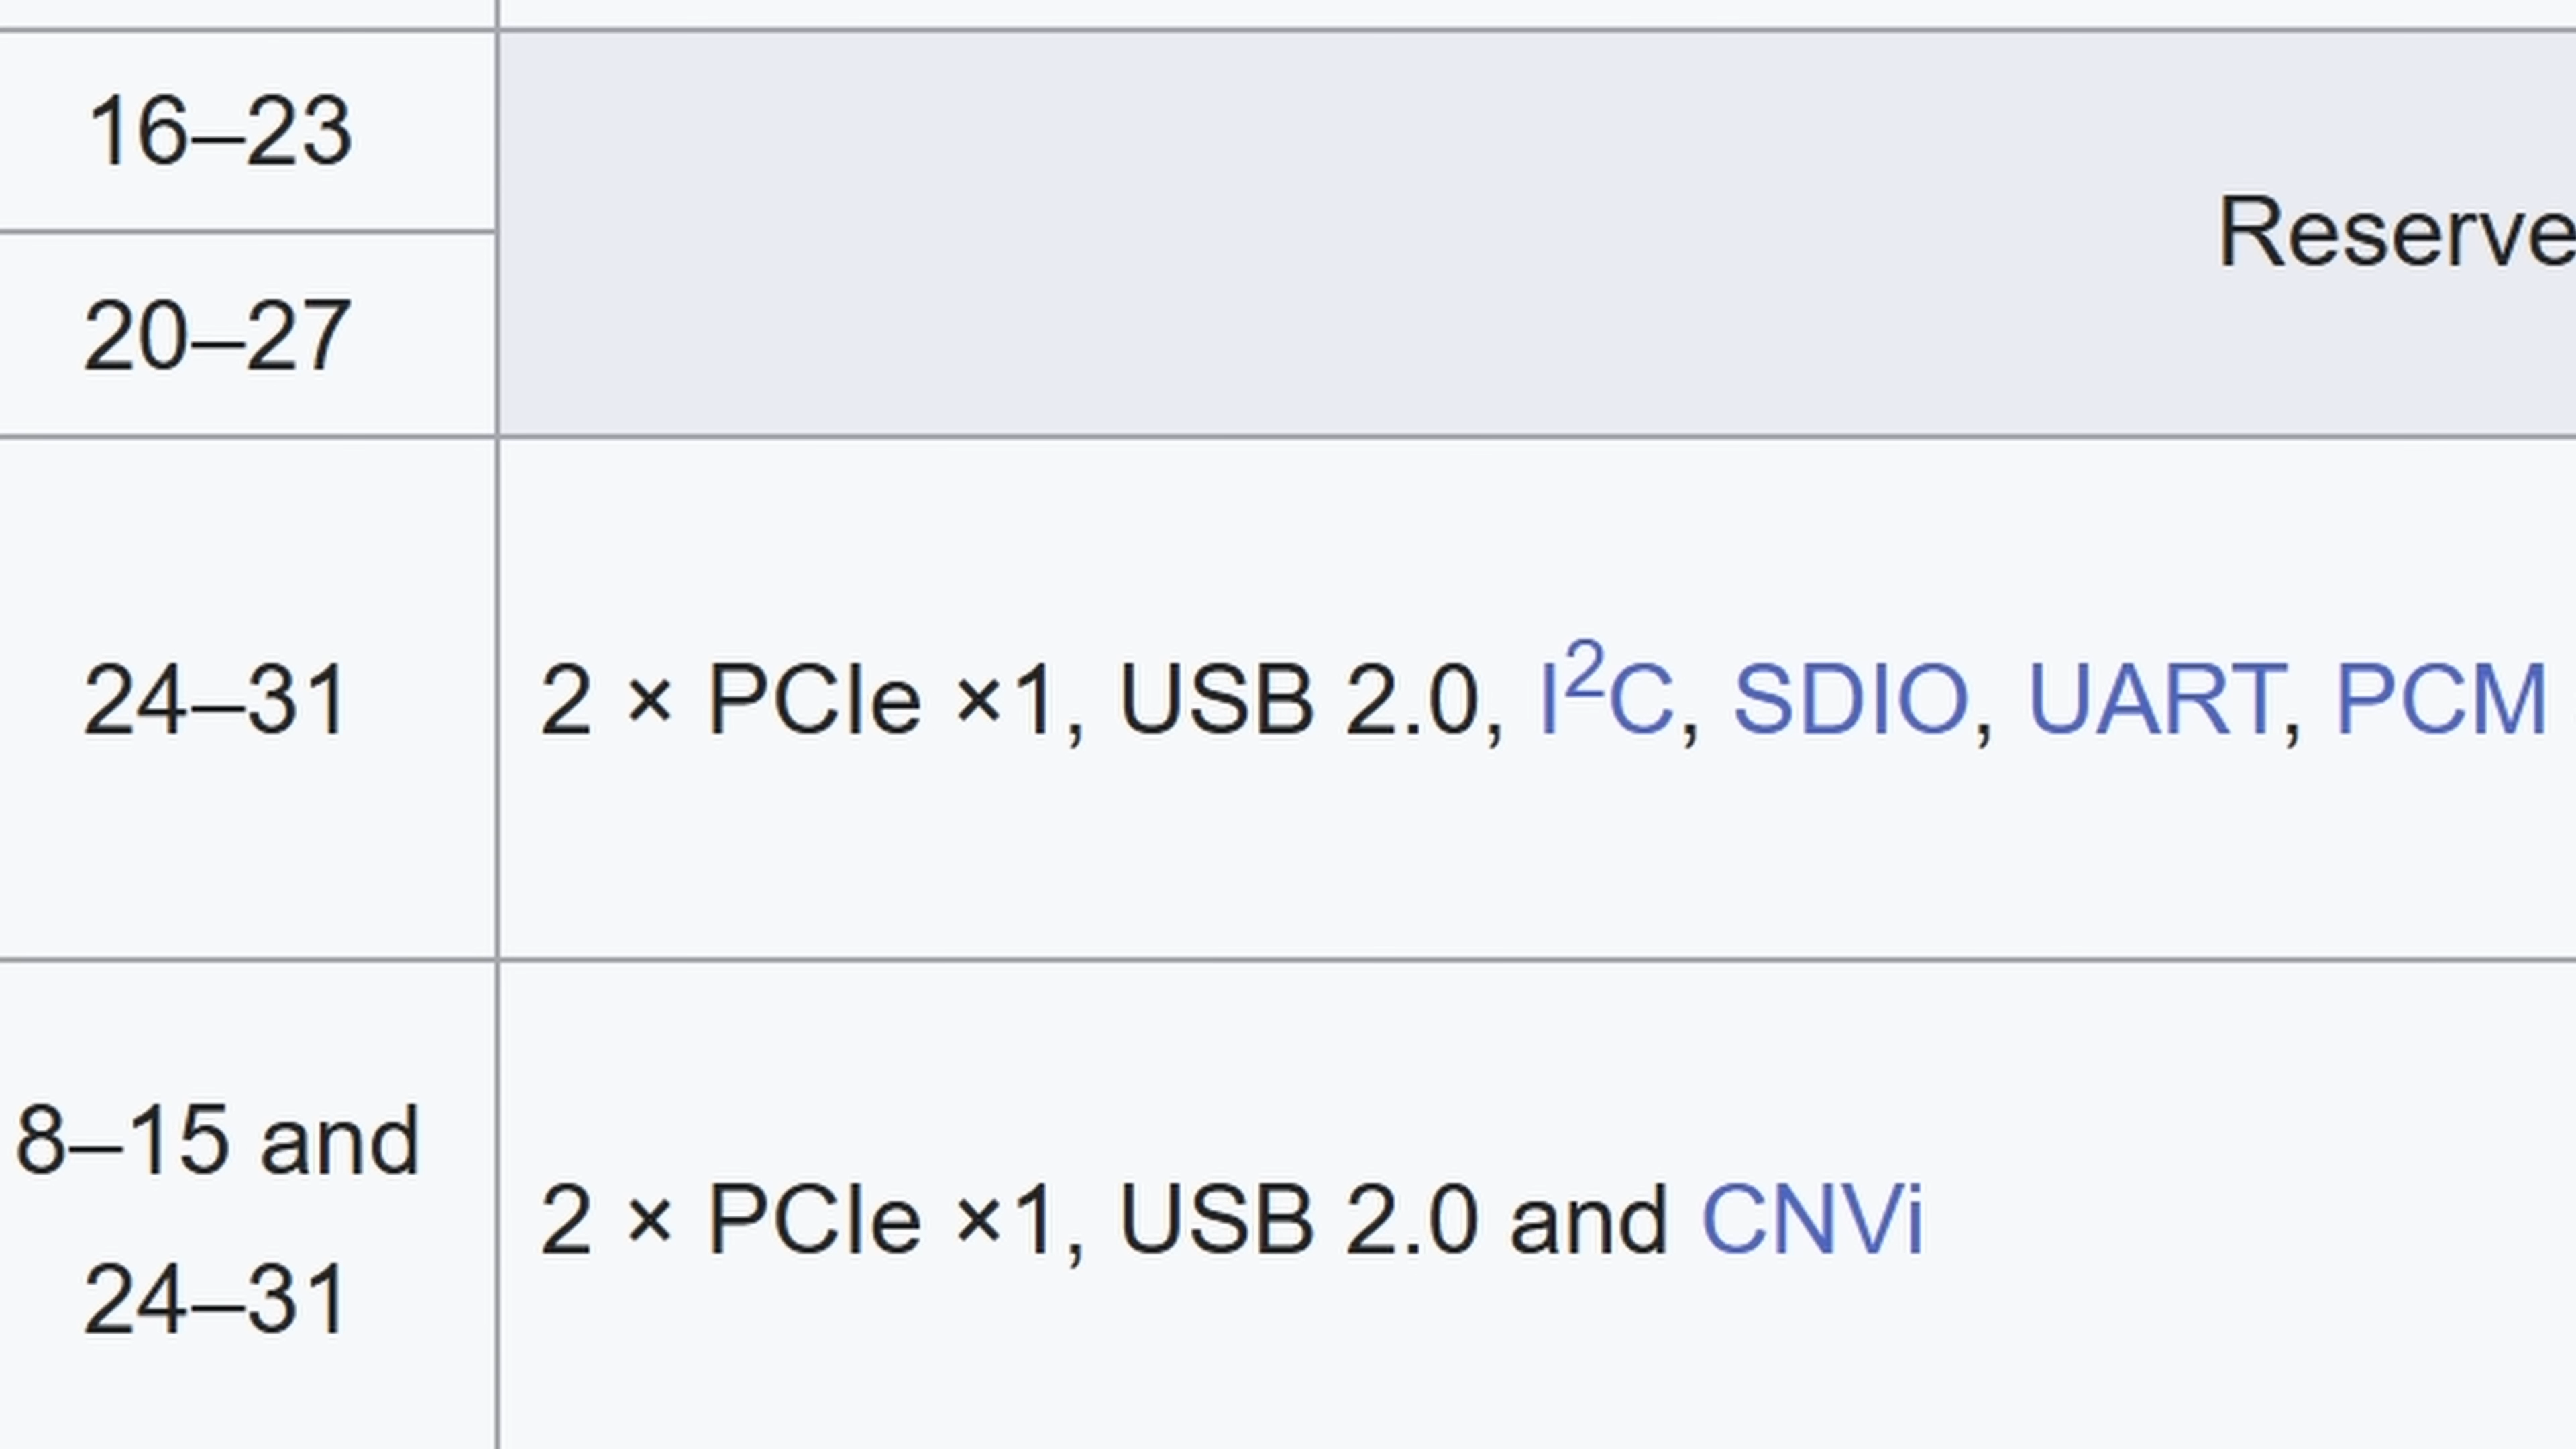 16–23
Reserve
20–27
24–31
2 × PCIe ×1, USB 2.0, I²C, SDIO, UART, PCM
8–15 and
24–31
2 × PCIe ×1, USB 2.0 and CNVi